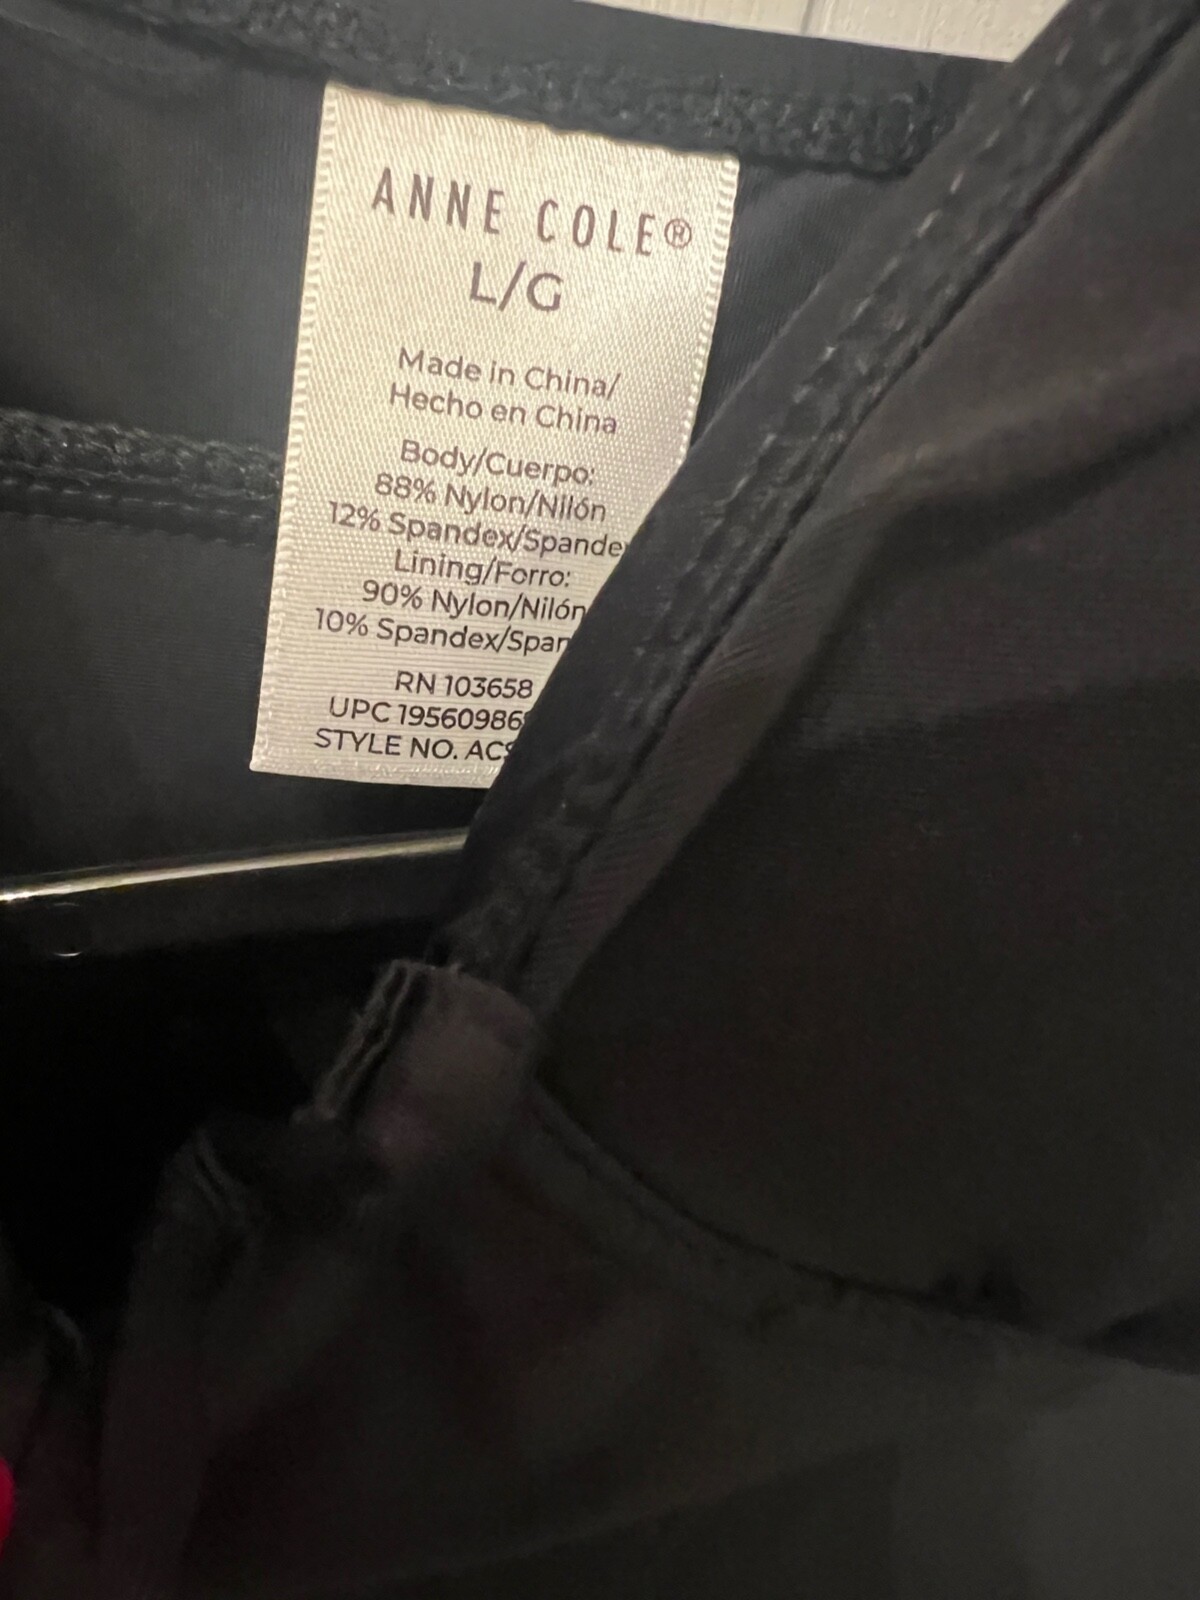 ANNE COLE®
L/G
Made in China/
Hecho en China
Body/Cuerpo:
88% Nylon/Nilón
12% Spandex/Spande
Lining/Forro:
90% Nylon/Nilón
10% Spandex/Span
RN 103658
UPC 19560986
STYLE NO. ACS